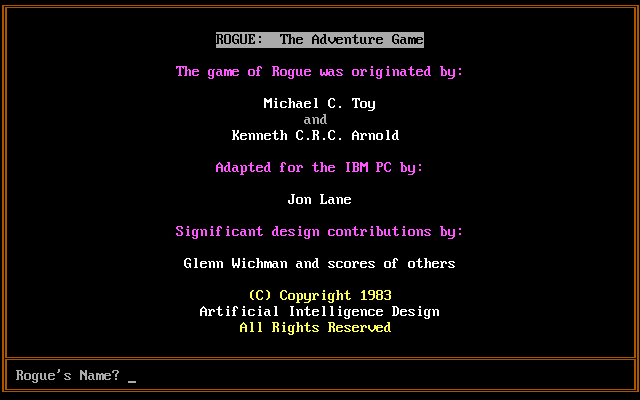 ROGUE:  The Adventure Game
The game of Rogue was originated by:
Michael C. Toy
and
Kenneth C.R.C. Arnold
Adapted for the IBM PC by:
Jon Lane
Significant design contributions by:
Glenn Wichman and scores of others
(C) Copyright 1983
Artificial Intelligence Design
All Rights Reserved
Rogue's Name? _